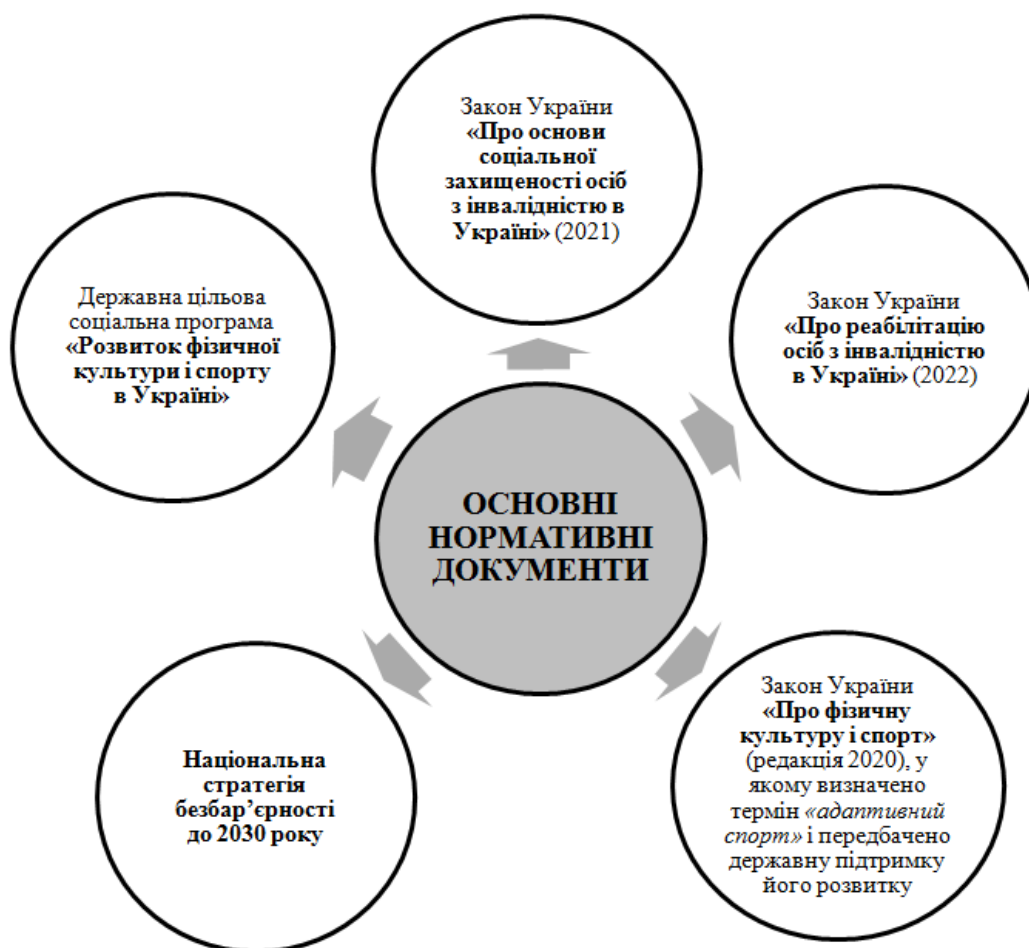 Закон України
«Про основи
соціальної
захищеності осіб
з інвалідністю в
Україні» (2021)
Державна цільова
соціальна програма
«Розвиток фізичної
культури і спорту
в Україні»
Закон України
«Про реабілітацію
осіб з інвалідністю
в Україні» (2022)
ОСНОВНІ
НОРМАТИВНІ
ДОКУМЕНТИ
Національна
стратегія
безбар’єрності
до 2030 року
Закон України
«Про фізичну
культуру і спорт»
(редакція 2020), у
якому визначено
термін «адаптивний
спорт» і передбачено
державну підтримку
його розвитку